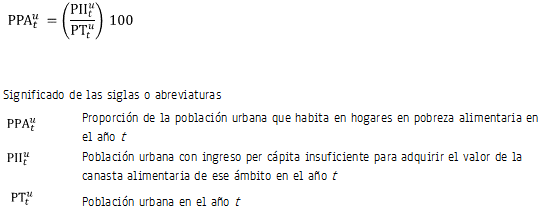 PPA_t^u = (PII_t^u / PT_t^u) 100
Significado de las siglas o abreviaturas
PPA_t^u Proporción de la población urbana que habita en hogares en pobreza alimentaria en
el año t
PII_t^u Población urbana con ingreso per cápita insuficiente para adquirir el valor de la
canasta alimentaria de ese ámbito en el año t
PT_t^u Población urbana en el año t